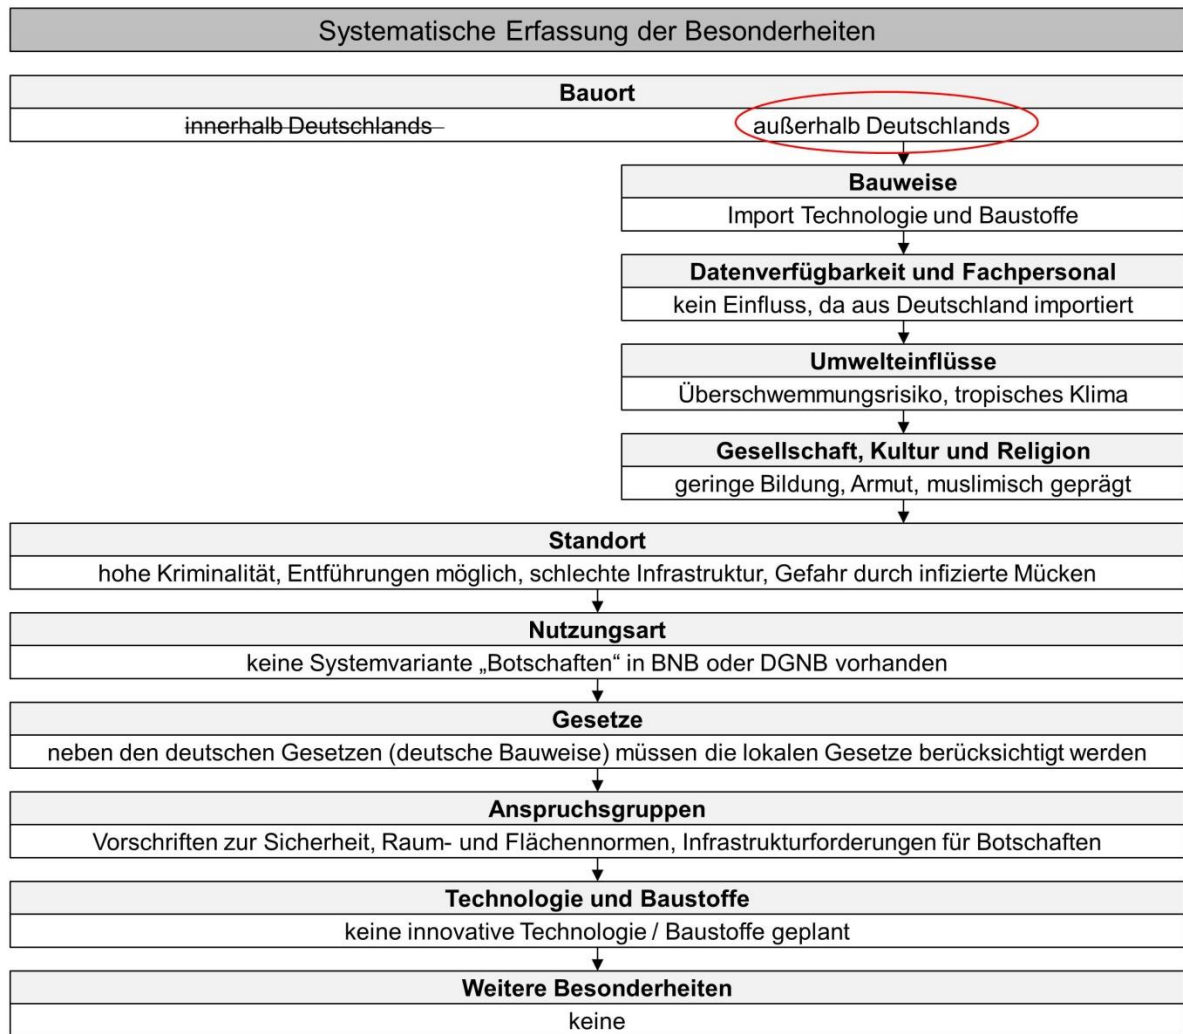 Systematische Erfassung der Besonderheiten
Bauort
innerhalb Deutschlands
außerhalb Deutschlands
Bauweise
Import Technologie und Baustoffe
Datenverfügbarkeit und Fachpersonal
kein Einfluss, da aus Deutschland importiert
Umwelteinflüsse
Überschwemmungsrisiko, tropisches Klima
Gesellschaft, Kultur und Religion
geringe Bildung, Armut, muslimisch geprägt
Standort
hohe Kriminalität, Entführungen möglich, schlechte Infrastruktur, Gefahr durch infizierte Mücken
Nutzungsart
keine Systemvariante „Botschaften“ in BNB oder DGNB vorhanden
Gesetze
neben den deutschen Gesetzen (deutsche Bauweise) müssen die lokalen Gesetze berücksichtigt werden
Anspruchsgruppen
Vorschriften zur Sicherheit, Raum- und Flächennormen, Infrastrukturforderungen für Botschaften
Technologie und Baustoffe
keine innovative Technologie / Baustoffe geplant
Weitere Besonderheiten
keine